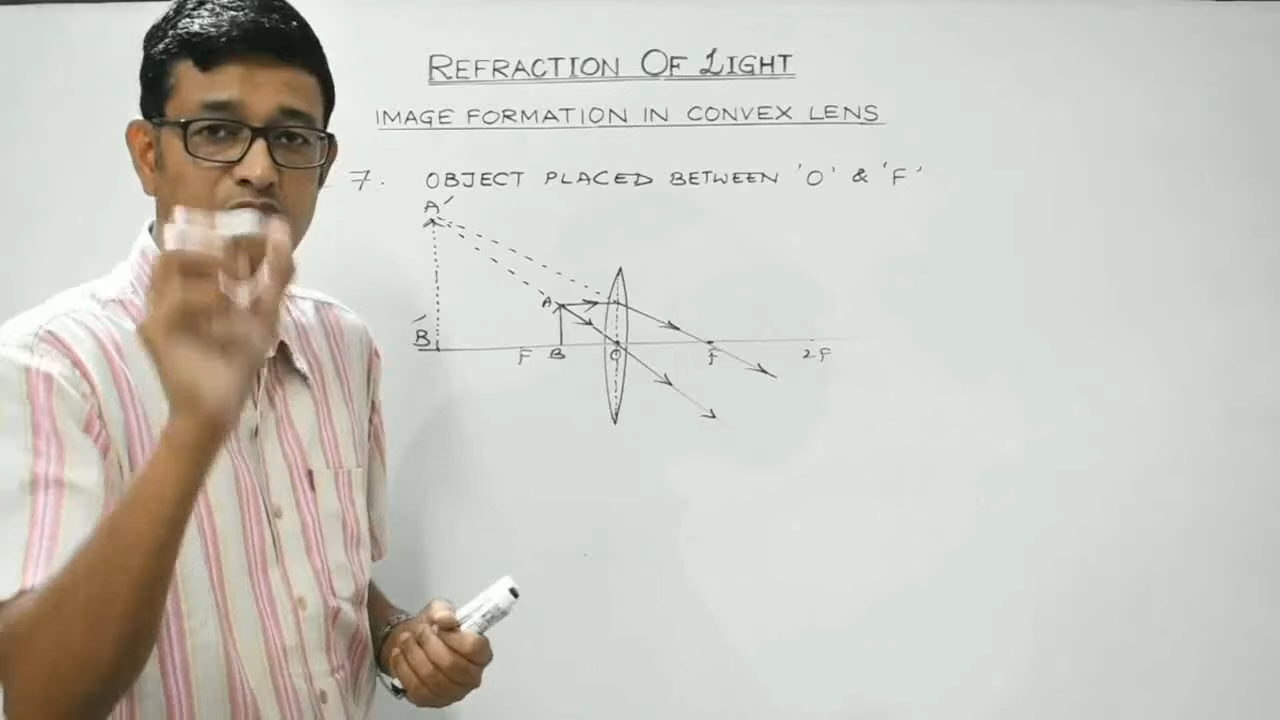 REFRACTION OF LIGHT
IMAGE FORMATION IN CONVEX LENS
7. OBJECT PLACED BETWEEN 'O' & 'F'
A'
A
B'
F B O F 2F